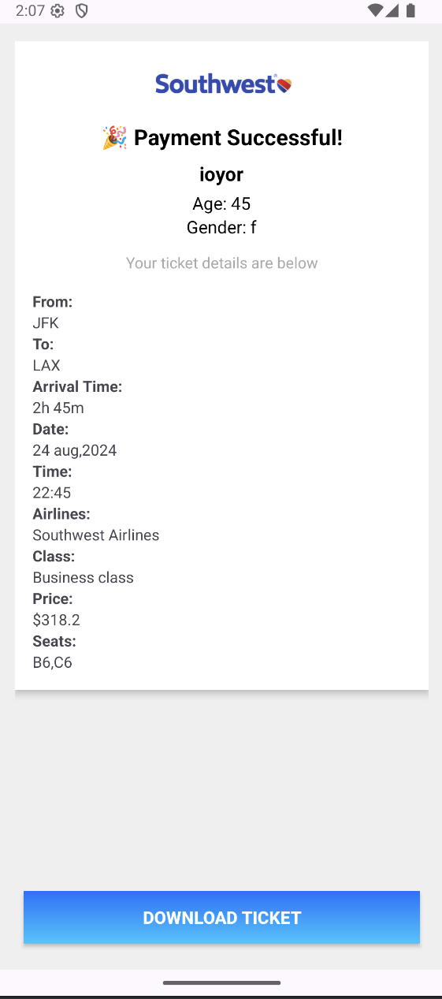 2:07
Southwest®
🎉 Payment Successful!
ioyor
Age: 45
Gender: f
Your ticket details are below
From:
JFK
To:
LAX
Arrival Time:
2h 45m
Date:
24 aug,2024
Time:
22:45
Airlines:
Southwest Airlines
Class:
Business class
Price:
$318.2
Seats:
B6,C6
DOWNLOAD TICKET